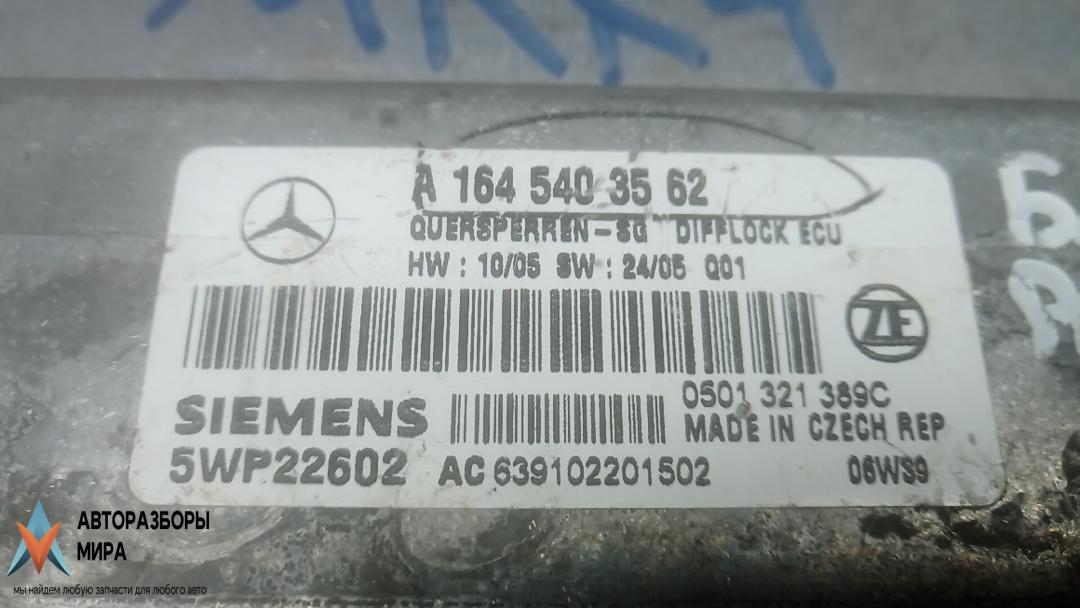 A 164 540 35 62
QUERSPERREN-SG DIFFLOCK ECU
HW : 10/05 SW : 24/05 Q01
ZF
SIEMENS
0501 321 389C
MADE IN CZECH REP
5WP22602 AC 639102201502 06W39
АВТОРАЗБОРЫ
МИРА
мы найдем любую запчасти для любого авто